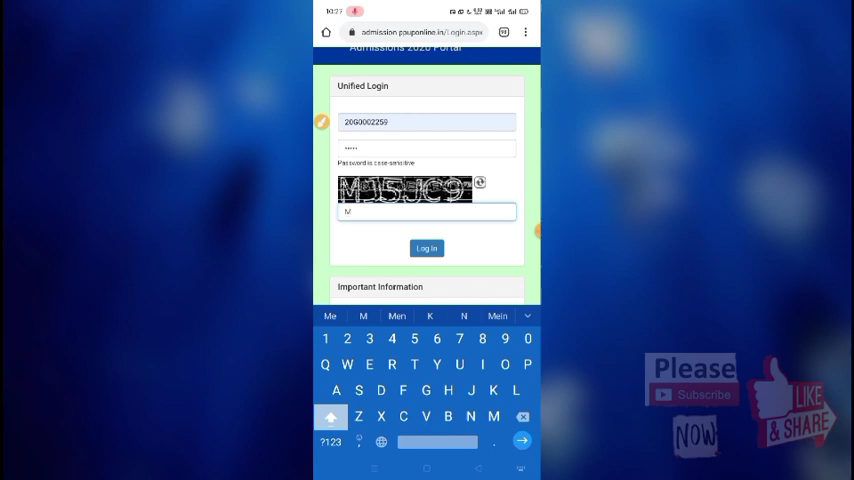 10:27
admission.ppuponline.in/Login.aspx
Admissions 2020 Portal
Unified Login
20G0002259
•••••
Password is case-sensitive
M15JC9
M
Log In
Important Information
Me M Men K N Mein
1 2 3 4 5 6 7 8 9 0
Q W E R T Y U I O P
A S D F G H J K L
Z X C V B N M
?123 , .
Please
Subscribe
NOW
LIKE
& SHARE